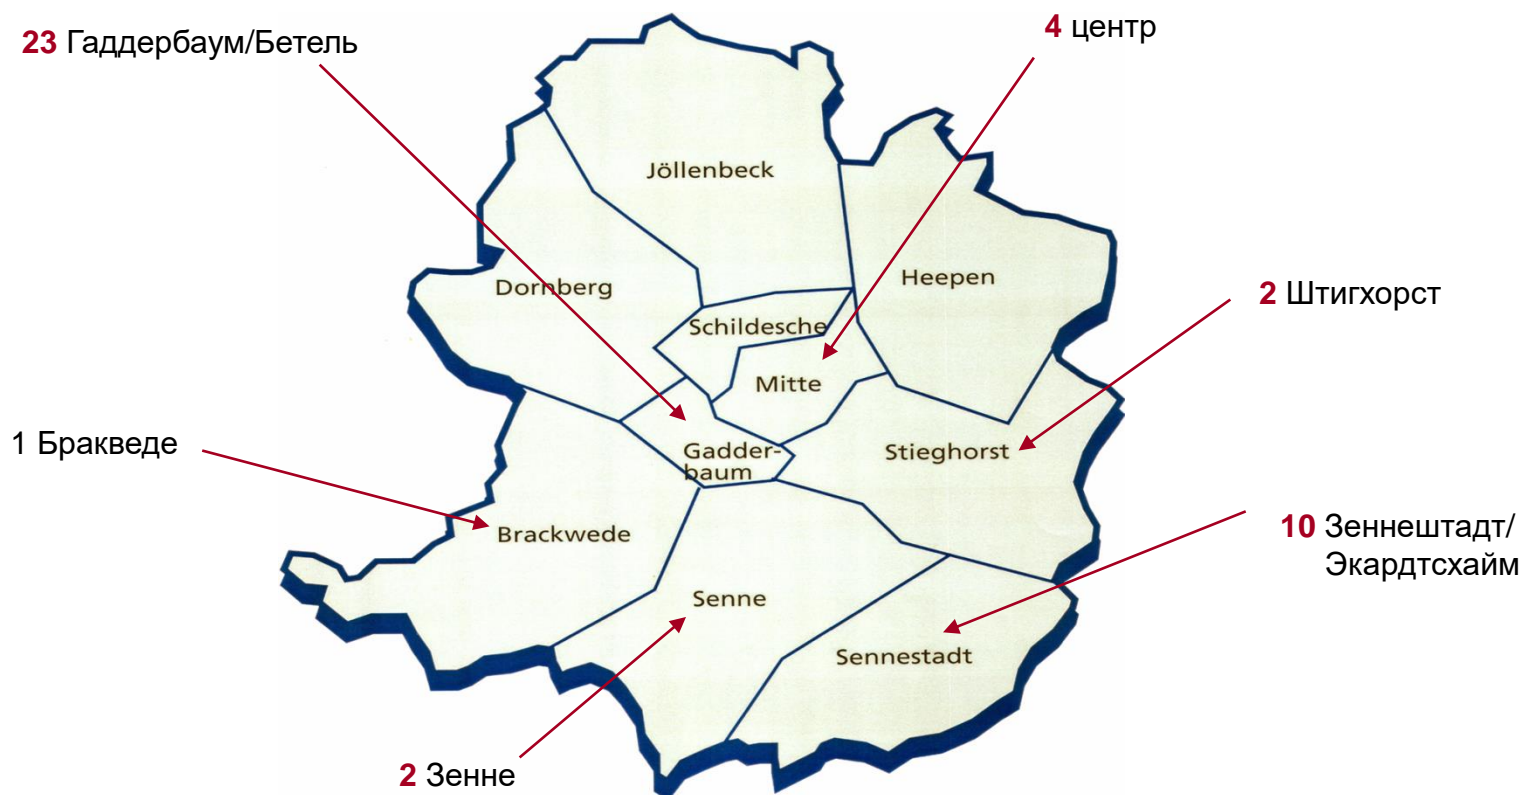 4 центр
23 Гаддербаум/Бетель
Jöllenbeck
Heepen
Dornberg
2 Штигхорст
Schildesche
Mitte
1 Бракведе
Gadder-
baum
Stieghorst
10 Зеннештадт/
Экардтсхайм
Brackwede
Senne
Sennestadt
2 Зенне